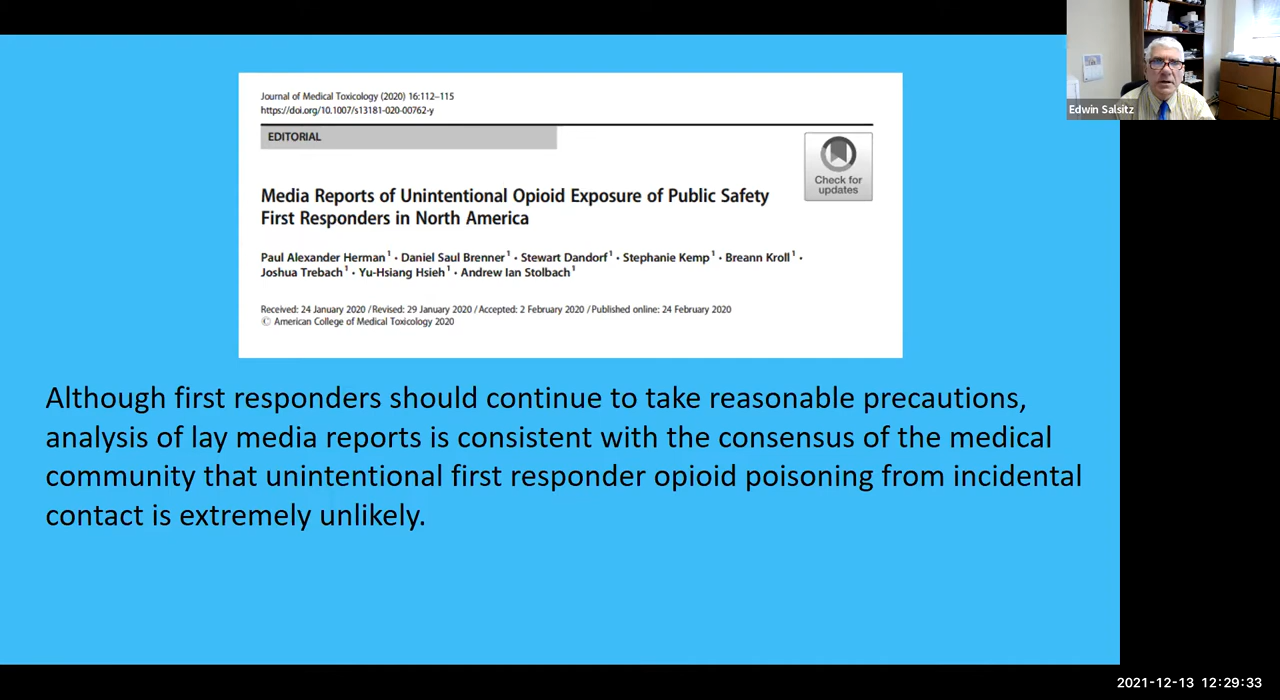 Journal of Medical Toxicology (2020) 16:112–115
https://doi.org/10.1007/s13181-020-00762-y
EDITORIAL
Check for
updates
Media Reports of Unintentional Opioid Exposure of Public Safety
First Responders in North America
Paul Alexander Herman1 · Daniel Saul Brenner1 · Stewart Dandorf1 · Stephanie Kemp1 · Breann Kroll1 ·
Joshua Trebach1 · Yu-Hsiang Hsieh1 · Andrew Ian Stolbach1
Received: 24 January 2020 / Revised: 29 January 2020 / Accepted: 2 February 2020 / Published online: 24 February 2020
© American College of Medical Toxicology 2020
Although first responders should continue to take reasonable precautions,
analysis of lay media reports is consistent with the consensus of the medical
community that unintentional first responder opioid poisoning from incidental
contact is extremely unlikely.
Edwin Salsitz
2021-12-13 12:29:33